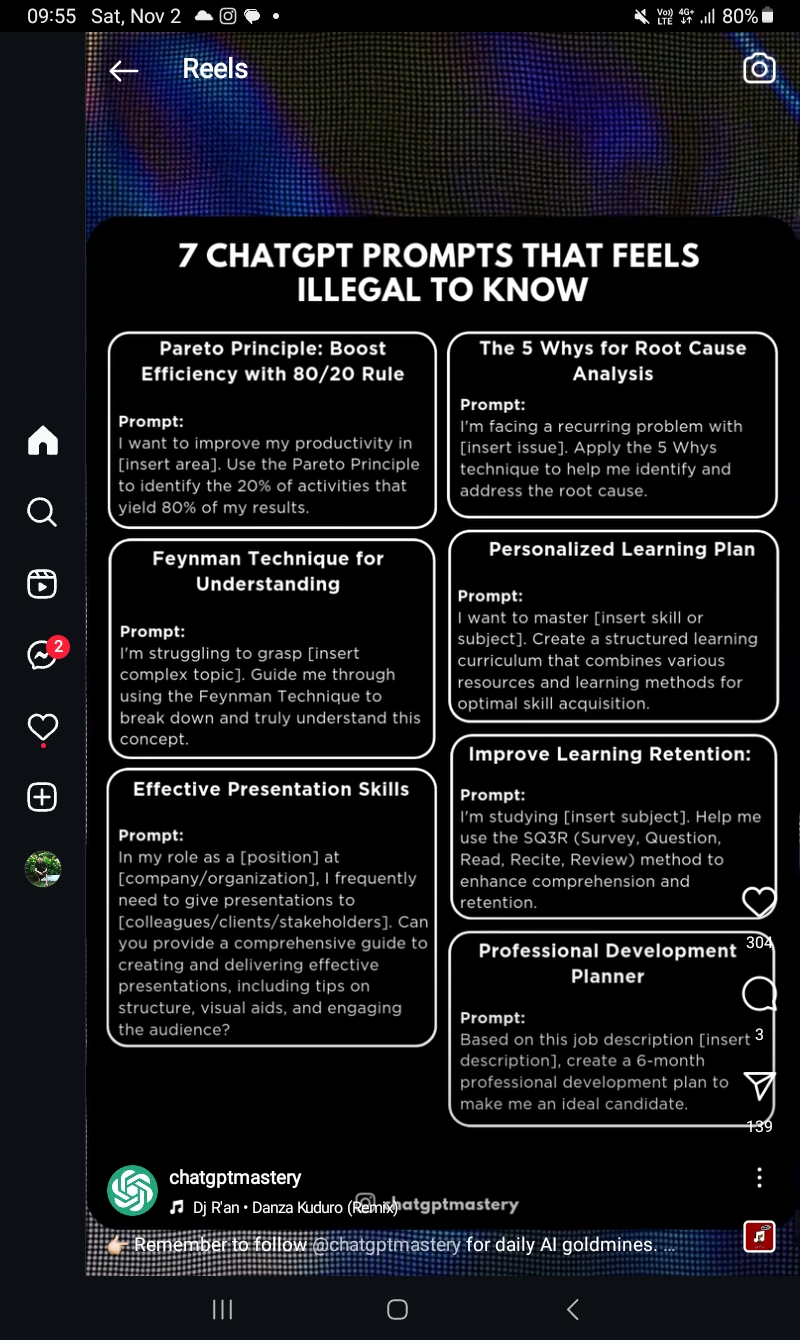 09:55 Sat, Nov 2
Vo) LTE 4G+ 80%
Reels
7 CHATGPT PROMPTS THAT FEELS
ILLEGAL TO KNOW
Pareto Principle: Boost
Efficiency with 80/20 Rule
Prompt:
I want to improve my productivity in
[insert area]. Use the Pareto Principle
to identify the 20% of activities that
yield 80% of my results.
The 5 Whys for Root Cause
Analysis
Prompt:
I'm facing a recurring problem with
[insert issue]. Apply the 5 Whys
technique to help me identify and
address the root cause.
Feynman Technique for
Understanding
Prompt:
I'm struggling to grasp [insert
complex topic]. Guide me through
using the Feynman Technique to
break down and truly understand this
concept.
Personalized Learning Plan
Prompt:
I want to master [insert skill or
subject]. Create a structured learning
curriculum that combines various
resources and learning methods for
optimal skill acquisition.
Effective Presentation Skills
Prompt:
In my role as a [position] at
[company/organization], I frequently
need to give presentations to
[colleagues/clients/stakeholders]. Can
you provide a comprehensive guide to
creating and delivering effective
presentations, including tips on
structure, visual aids, and engaging
the audience?
Improve Learning Retention:
Prompt:
I'm studying [insert subject]. Help me
use the SQ3R (Survey, Question,
Read, Recite, Review) method to
enhance comprehension and
retention.
Professional Development
Planner
Prompt:
Based on this job description [insert
description], create a 6-month
professional development plan to
make me an ideal candidate.
2
304
3
139
chatgptmastery
Dj R'an • Danza Kuduro (Remix)
chatgptmastery
Remember to follow @chatgptmastery for daily AI goldmines. ...